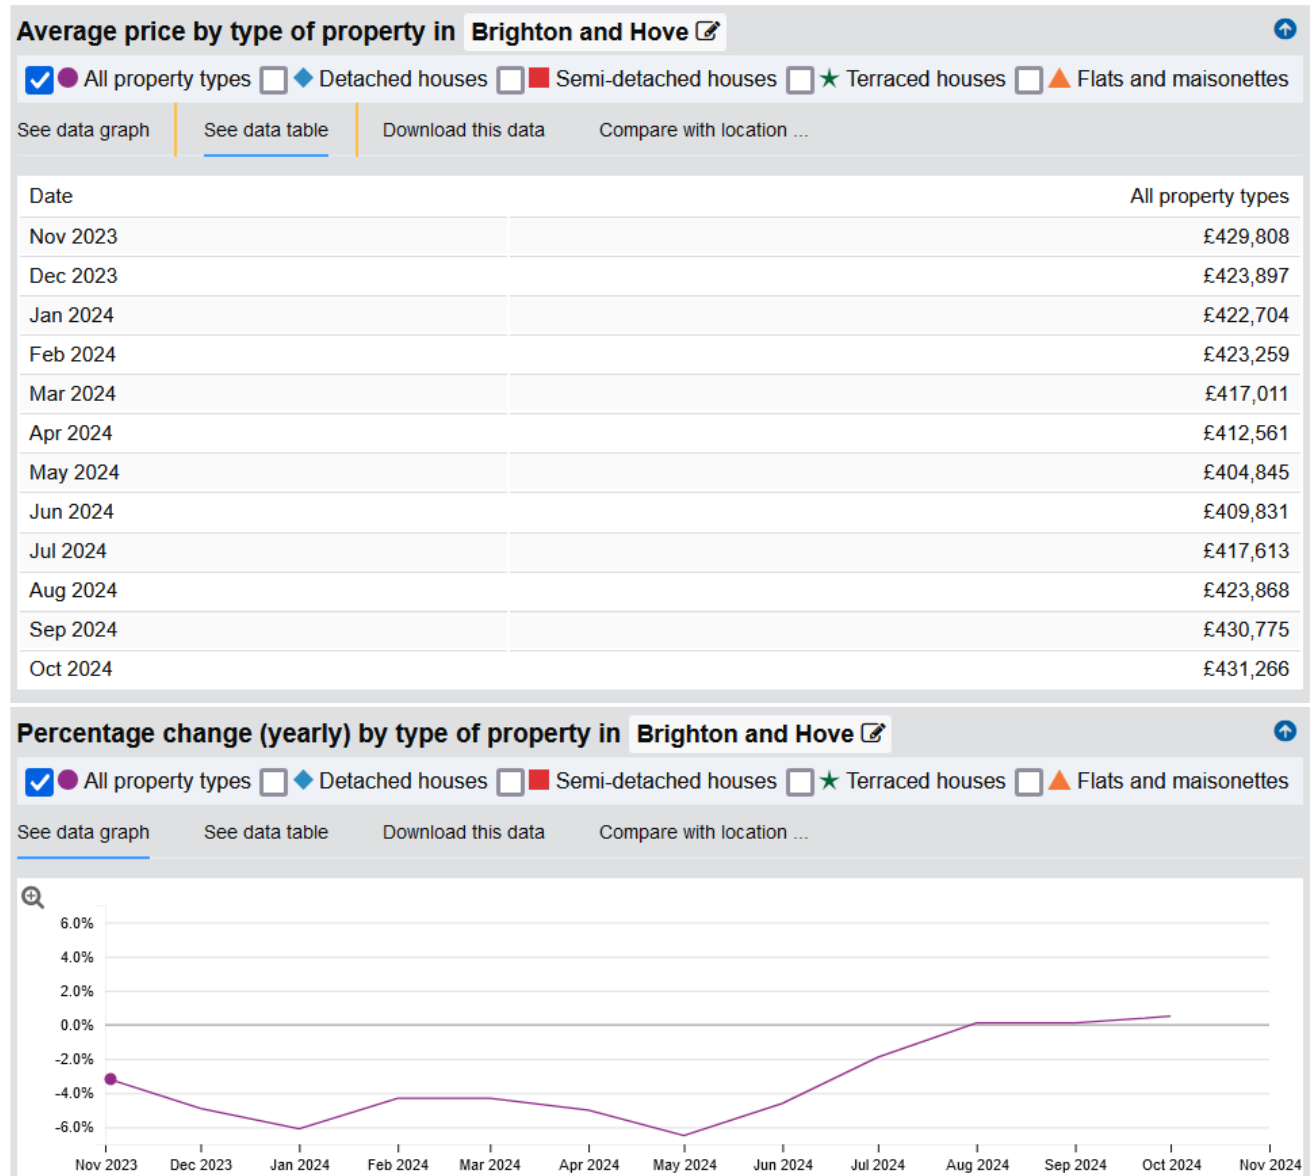 Average price by type of property in Brighton and Hove
All property types Detached houses Semi-detached houses Terraced houses Flats and maisonettes
See data graph See data table Download this data Compare with location ...
Date All property types
Nov 2023 £429,808
Dec 2023 £423,897
Jan 2024 £422,704
Feb 2024 £423,259
Mar 2024 £417,011
Apr 2024 £412,561
May 2024 £404,845
Jun 2024 £409,831
Jul 2024 £417,613
Aug 2024 £423,868
Sep 2024 £430,775
Oct 2024 £431,266
Percentage change (yearly) by type of property in Brighton and Hove
All property types Detached houses Semi-detached houses Terraced houses Flats and maisonettes
See data graph See data table Download this data Compare with location ...
6.0%
4.0%
2.0%
0.0%
-2.0%
-4.0%
-6.0%
Nov 2023 Dec 2023 Jan 2024 Feb 2024 Mar 2024 Apr 2024 May 2024 Jun 2024 Jul 2024 Aug 2024 Sep 2024 Oct 2024 Nov 2024